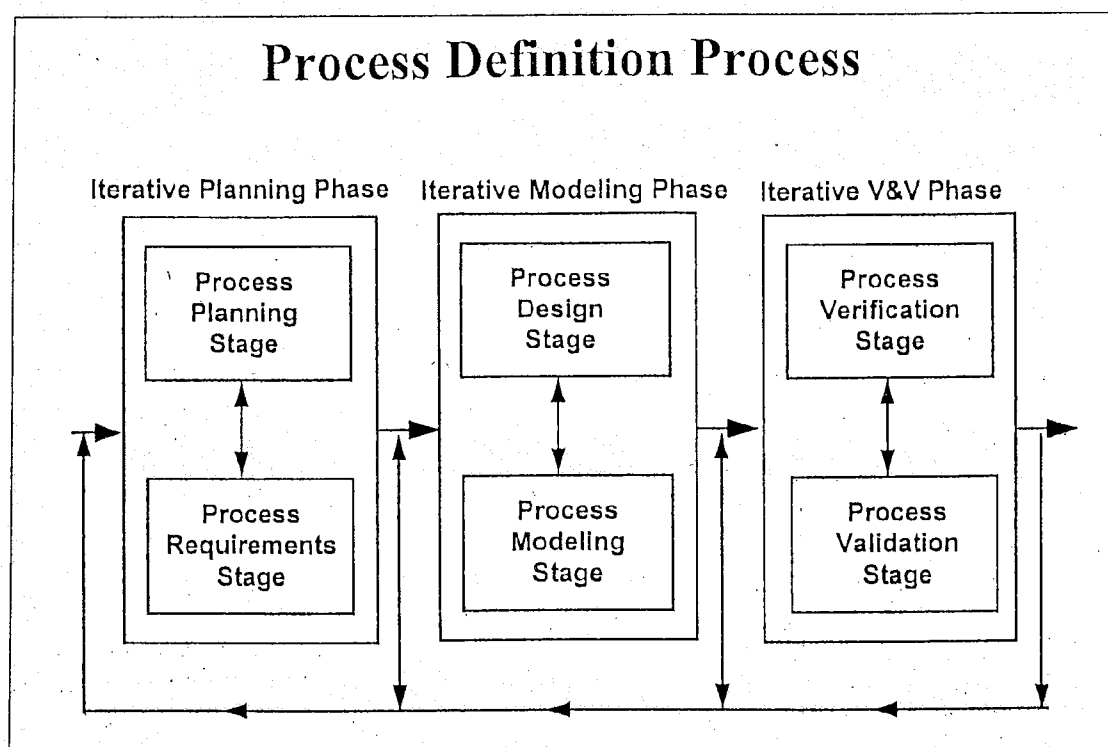 Process Definition Process
Iterative Planning Phase
Process
Planning
Stage
Process
Requirements
Stage
Iterative Modeling Phase
Process
Design
Stage
Process
Modeling
Stage
Iterative V&V Phase
Process
Verification
Stage
Process
Validation
Stage